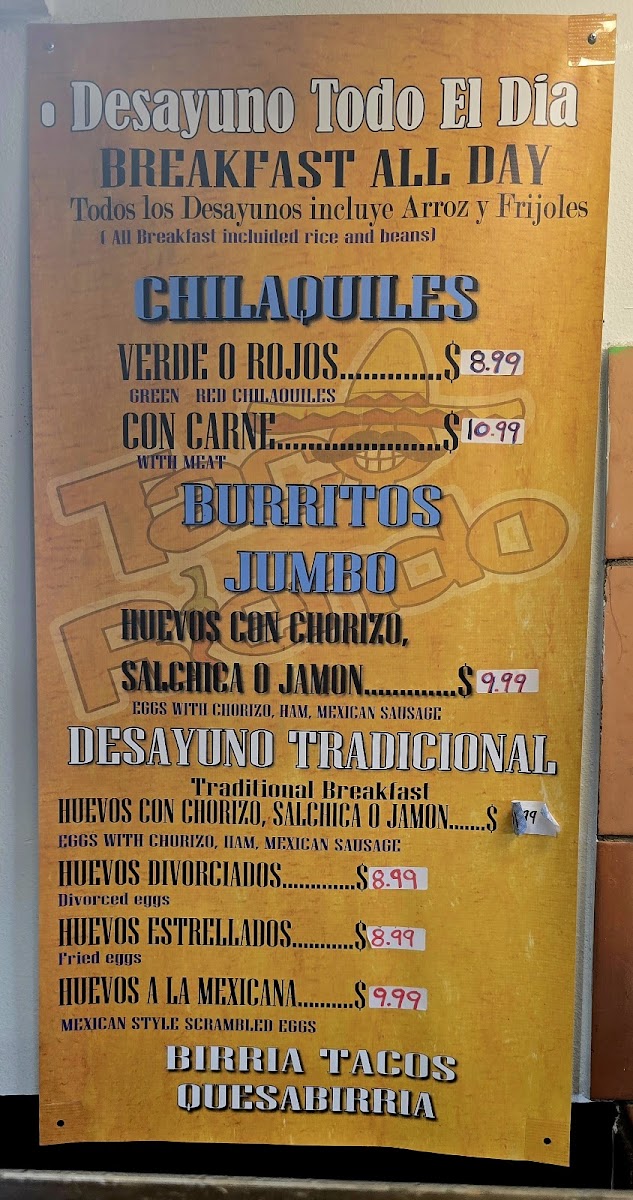 Desayuno Todo El Dia
BREAKFAST ALL DAY
Todos los Desayunos incluye Arroz y Frijoles
( All Breakfast incluided rice and beans)
CHILAQUILES
VERDE O ROJOS.............$ 8.99
GREEN RED CHILAQUILES
CON CARNE.....................$ 10.99
WITH MEAT
Taco Riendo
BURRITOS
JUMBO
HUEVOS CON CHORIZO,
SALCHICA O JAMON.............$ 9.99
EGGS WITH CHORIZO, HAM, MEXICAN SAUSAGE
DESAYUNO TRADICIONAL
Traditional Breakfast
HUEVOS CON CHORIZO, SALCHICA O JAMON.......$
EGGS WITH CHORIZO, HAM, MEXICAN SAUSAGE
HUEVOS DIVORCIADOS............$ 8.99
Divorced eggs
HUEVOS ESTRELLADOS..........$ 8.99
Fried eggs
HUEVOS A LA MEXICANA.........$ 9.99
MEXICAN STYLE SCRAMBLED EGGS
BIRRIA TACOS
QUESABIRRIA